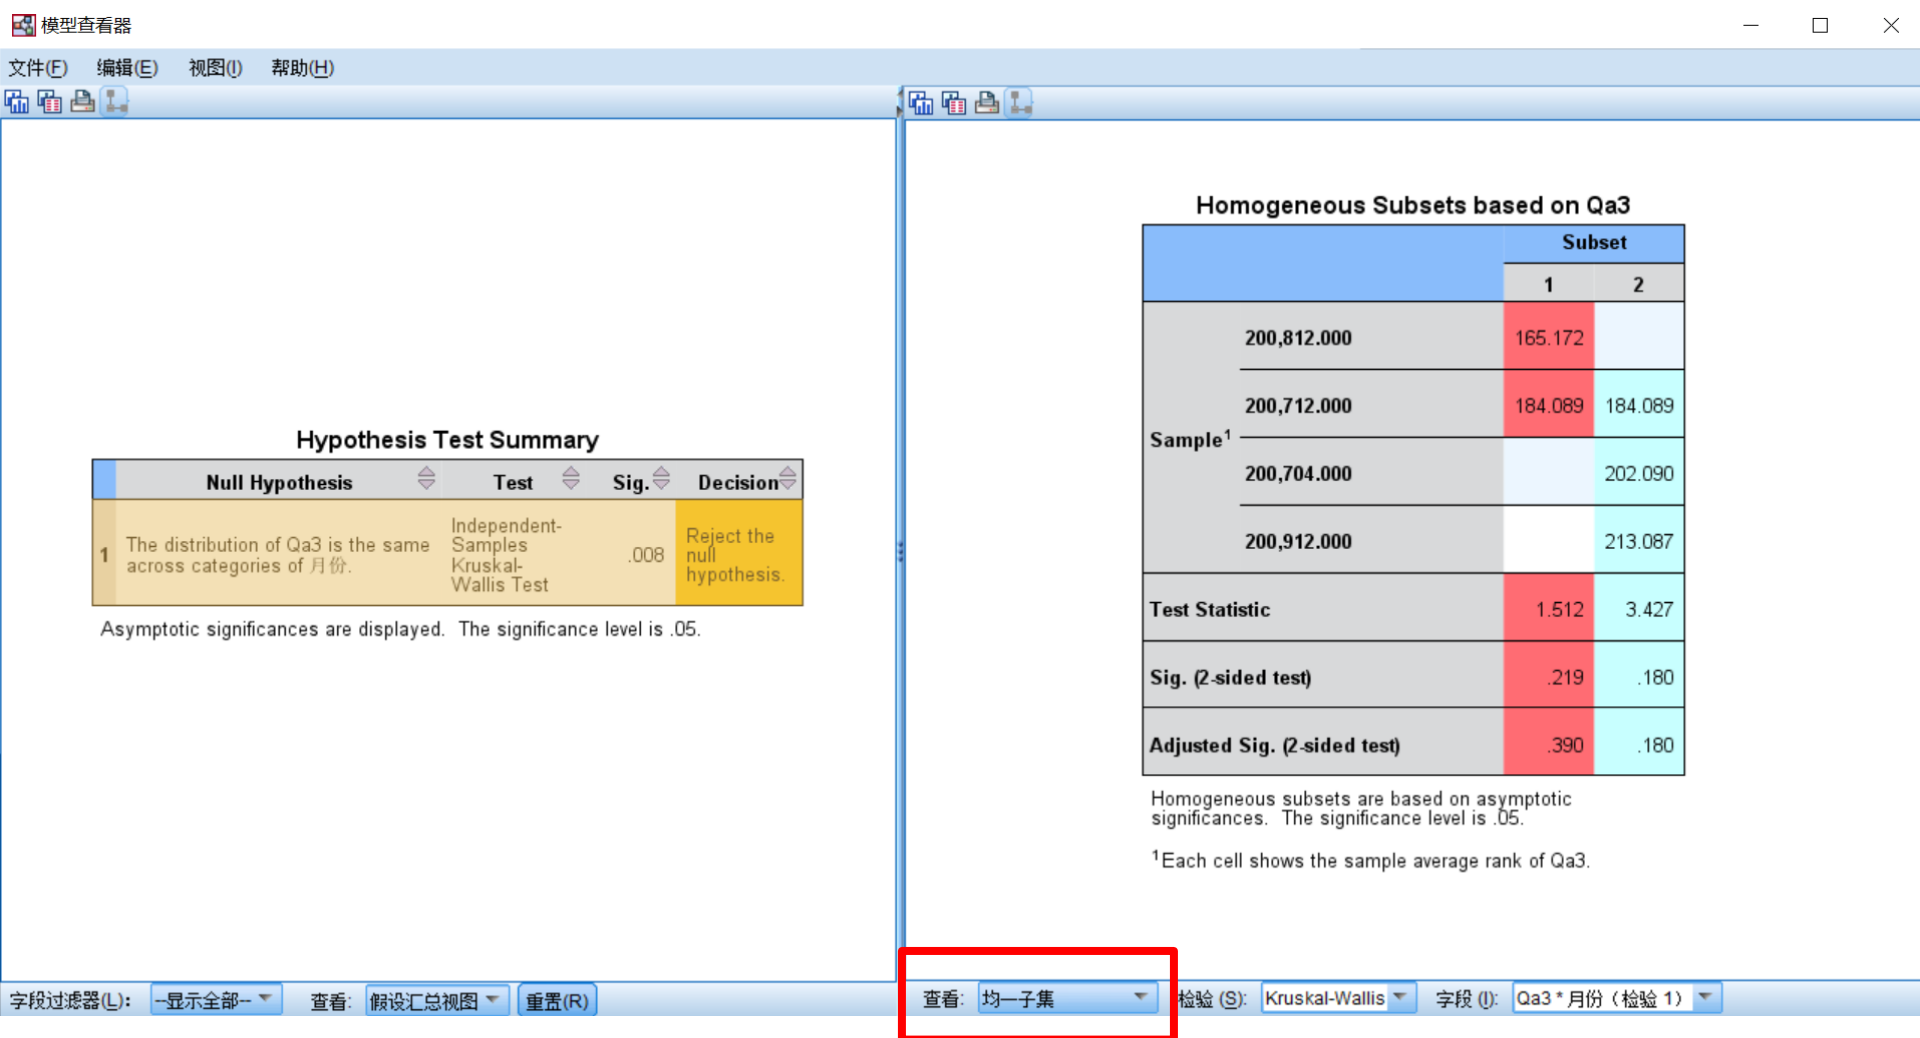 模型查看器
文件(F) 编辑(E) 视图(I) 帮助(H)
Hypothesis Test Summary
Null Hypothesis Test Sig. Decision
1 The distribution of Qa3 is the same across categories of 月份. Independent-Samples Kruskal-Wallis Test .008 Reject the null hypothesis.
Asymptotic significances are displayed. The significance level is .05.
字段过滤器(L): --显示全部-- 查看: 假设汇总视图 重置(R)
Homogeneous Subsets based on Qa3
Subset
1 2
Sample1
200,812.000 165.172
200,712.000 184.089 184.089
200,704.000 202.090
200,912.000 213.087
Test Statistic 1.512 3.427
Sig. (2-sided test) .219 .180
Adjusted Sig. (2-sided test) .390 .180
Homogeneous subsets are based on asymptotic
significances. The significance level is .05.
1Each cell shows the sample average rank of Qa3.
查看: 均一子集 检验 (S): Kruskal-Wallis 字段 (I): Qa3 * 月份（检验 1）